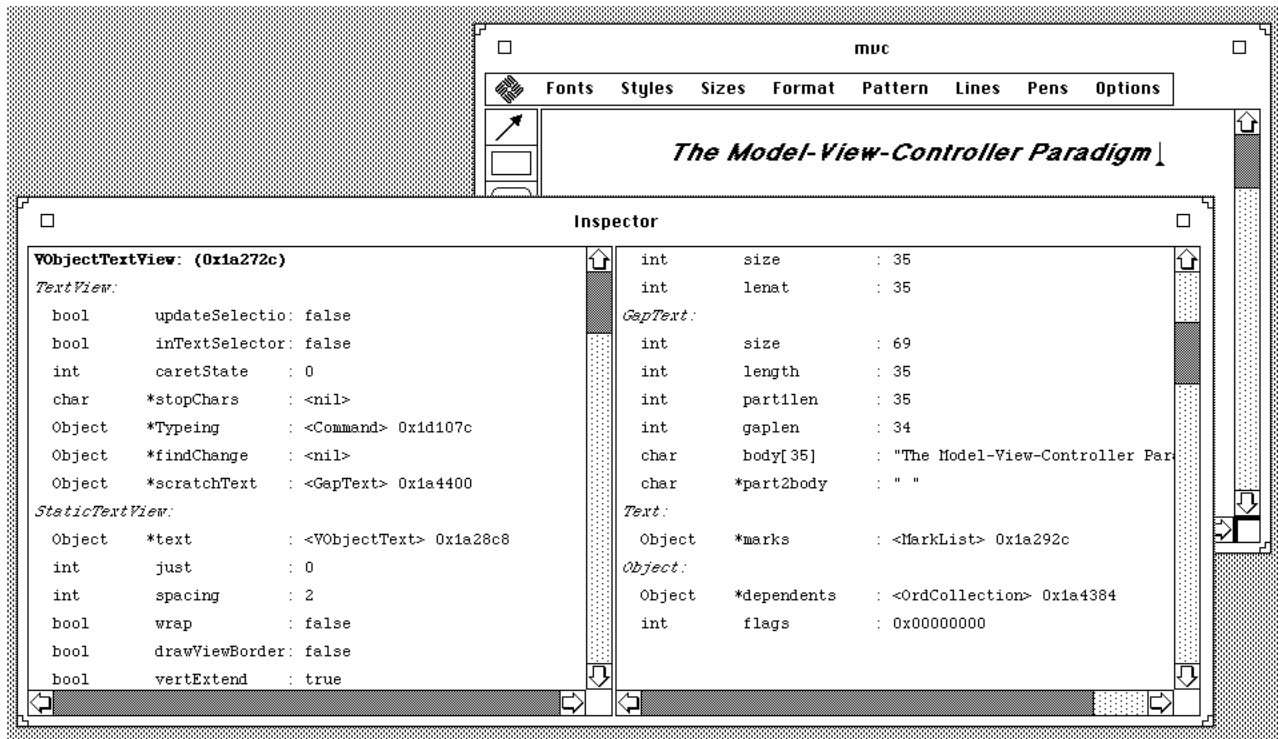 mvc
Fonts Styles Sizes Format Pattern Lines Pens Options
The Model-View-Controller Paradigm
Inspector
VObjectTextView: (0x1a272c)
TextView:
bool updateSelectio: false
bool inTextSelector: false
int caretState : 0
char *stopChars : <nil>
Object *Typeing : <Command> 0x1d107c
Object *findChange : <nil>
Object *scratchText : <GapText> 0x1a4400
StaticTextView:
Object *text : <VObjectText> 0x1a28c8
int just : 0
int spacing : 2
bool wrap : false
bool drawViewBorder: false
bool vertExtend : true
int size : 35
int lenat : 35
GapText:
int size : 69
int length : 35
int part1len : 35
int gaplen : 34
char body[35] : "The Model-View-Controller Par
char *part2body : " "
Text:
Object *marks : <MarkList> 0x1a292c
Object:
Object *dependents : <OrdCollection> 0x1a4384
int flags : 0x00000000